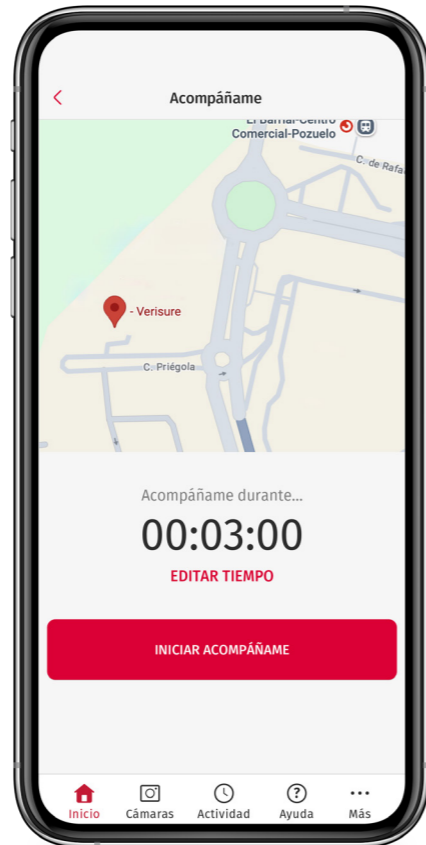 Acompáñame
El Barrial-Centro
Comercial-Pozuelo
C. de Rafa
- Verisure
C. Priégola
Acompáñame durante...
00:03:00
EDITAR TIEMPO
INICIAR ACOMPÁÑAME
Inicio
Cámaras
Actividad
Ayuda
Más